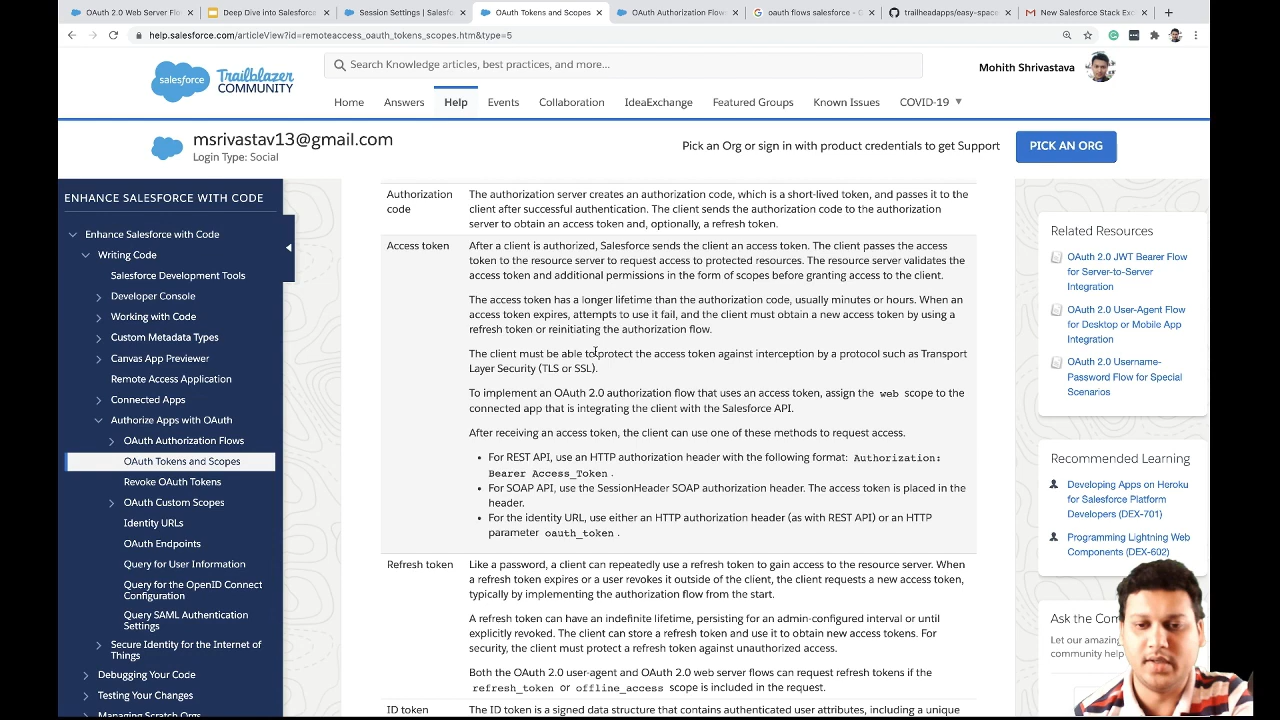 OAuth 2.0 Web Server Flo
Deep Dive into Salesforce
Session Settings | Salesfo
OAuth Tokens and Scopes
OAuth Authorization Flows
oauth flows salesforce - G
trailheadapps/easy-space
New Salesforce Stack Exc
help.salesforce.com/articleView?id=remoteaccess_oauth_tokens_scopes.htm&type=5
salesforce
Trailblazer
COMMUNITY
Search Knowledge articles, best practices, and more...
Mohith Shrivastava
Home
Answers
Help
Events
Collaboration
IdeaExchange
Featured Groups
Known Issues
COVID-19
msrivastav13@gmail.com
Login Type: Social
Pick an Org or sign in with product credentials to get Support
PICK AN ORG
ENHANCE SALESFORCE WITH CODE
Enhance Salesforce with Code
Writing Code
Salesforce Development Tools
Developer Console
Working with Code
Custom Metadata Types
Canvas App Previewer
Remote Access Application
Connected Apps
Authorize Apps with OAuth
OAuth Authorization Flows
OAuth Tokens and Scopes
Revoke OAuth Tokens
OAuth Custom Scopes
Identity URLs
OAuth Endpoints
Query for User Information
Query for the OpenID Connect
Configuration
Query SAML Authentication
Settings
Secure Identity for the Internet of
Things
Debugging Your Code
Testing Your Changes
Managing Scratch Orgs
Authorization
code
The authorization server creates an authorization code, which is a short-lived token, and passes it to the
client after successful authentication. The client sends the authorization code to the authorization
server to obtain an access token and, optionally, a refresh token.
Access token
After a client is authorized, Salesforce sends the client an access token. The client passes the access
token to the resource server to request access to protected resources. The resource server validates the
access token and additional permissions in the form of scopes before granting access to the client.
The access token has a longer lifetime than the authorization code, usually minutes or hours. When an
access token expires, attempts to use it fail, and the client must obtain a new access token by using a
refresh token or reinitiating the authorization flow.
The client must be able to protect the access token against interception by a protocol such as Transport
Layer Security (TLS or SSL).
To implement an OAuth 2.0 authorization flow that uses an access token, assign the web scope to the
connected app that is integrating the client with the Salesforce API.
After receiving an access token, the client can use one of these methods to request access.
• For REST API, use an HTTP authorization header with the following format: Authorization:
Bearer Access_Token.
• For SOAP API, use the SessionHeader SOAP authorization header. The access token is placed in the
header.
• For the identity URL, use either an HTTP authorization header (as with REST API) or an HTTP
parameter oauth_token.
Refresh token
Like a password, a client can repeatedly use a refresh token to gain access to the resource server. When
a refresh token expires or a user revokes it outside of the client, the client requests a new access token,
typically by implementing the authorization flow from the start.
A refresh token can have an indefinite lifetime, persisting for an admin-configured interval or until
explicitly revoked. The client can store a refresh token and use it to obtain new access tokens. For
security, the client must protect a refresh token against unauthorized access.
Both the OAuth 2.0 user-agent and OAuth 2.0 web server flows can request refresh tokens if the
refresh_token or offline_access scope is included in the request.
ID token
The ID token is a signed data structure that contains authenticated user attributes, including a unique
Related Resources
OAuth 2.0 JWT Bearer Flow
for Server-to-Server
Integration
OAuth 2.0 User-Agent Flow
for Desktop or Mobile App
Integration
OAuth 2.0 Username-
Password Flow for Special
Scenarios
Recommended Learning
Developing Apps on Heroku
for Salesforce Platform
Developers (DEX-701)
Programming Lightning Web
Components (DEX-602)
Ask the Com
Let our amazing
community help